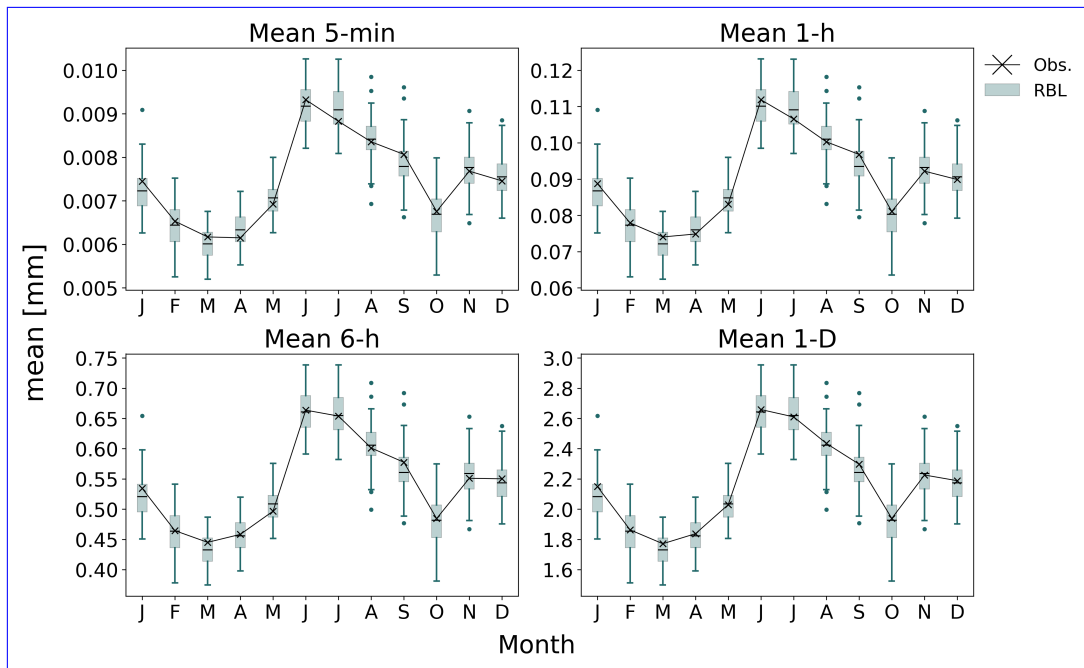 Mean 5-min
Mean 1-h
Obs.
RBL
0.010
0.009
0.008
0.007
0.006
0.005
J F M A M J J A S O N D
0.12
0.11
0.10
0.09
0.08
0.07
0.06
J F M A M J J A S O N D
mean [mm]
Mean 6-h
Mean 1-D
0.75
0.70
0.65
0.60
0.55
0.50
0.45
0.40
J F M A M J J A S O N D
3.0
2.8
2.6
2.4
2.2
2.0
1.8
1.6
J F M A M J J A S O N D
Month